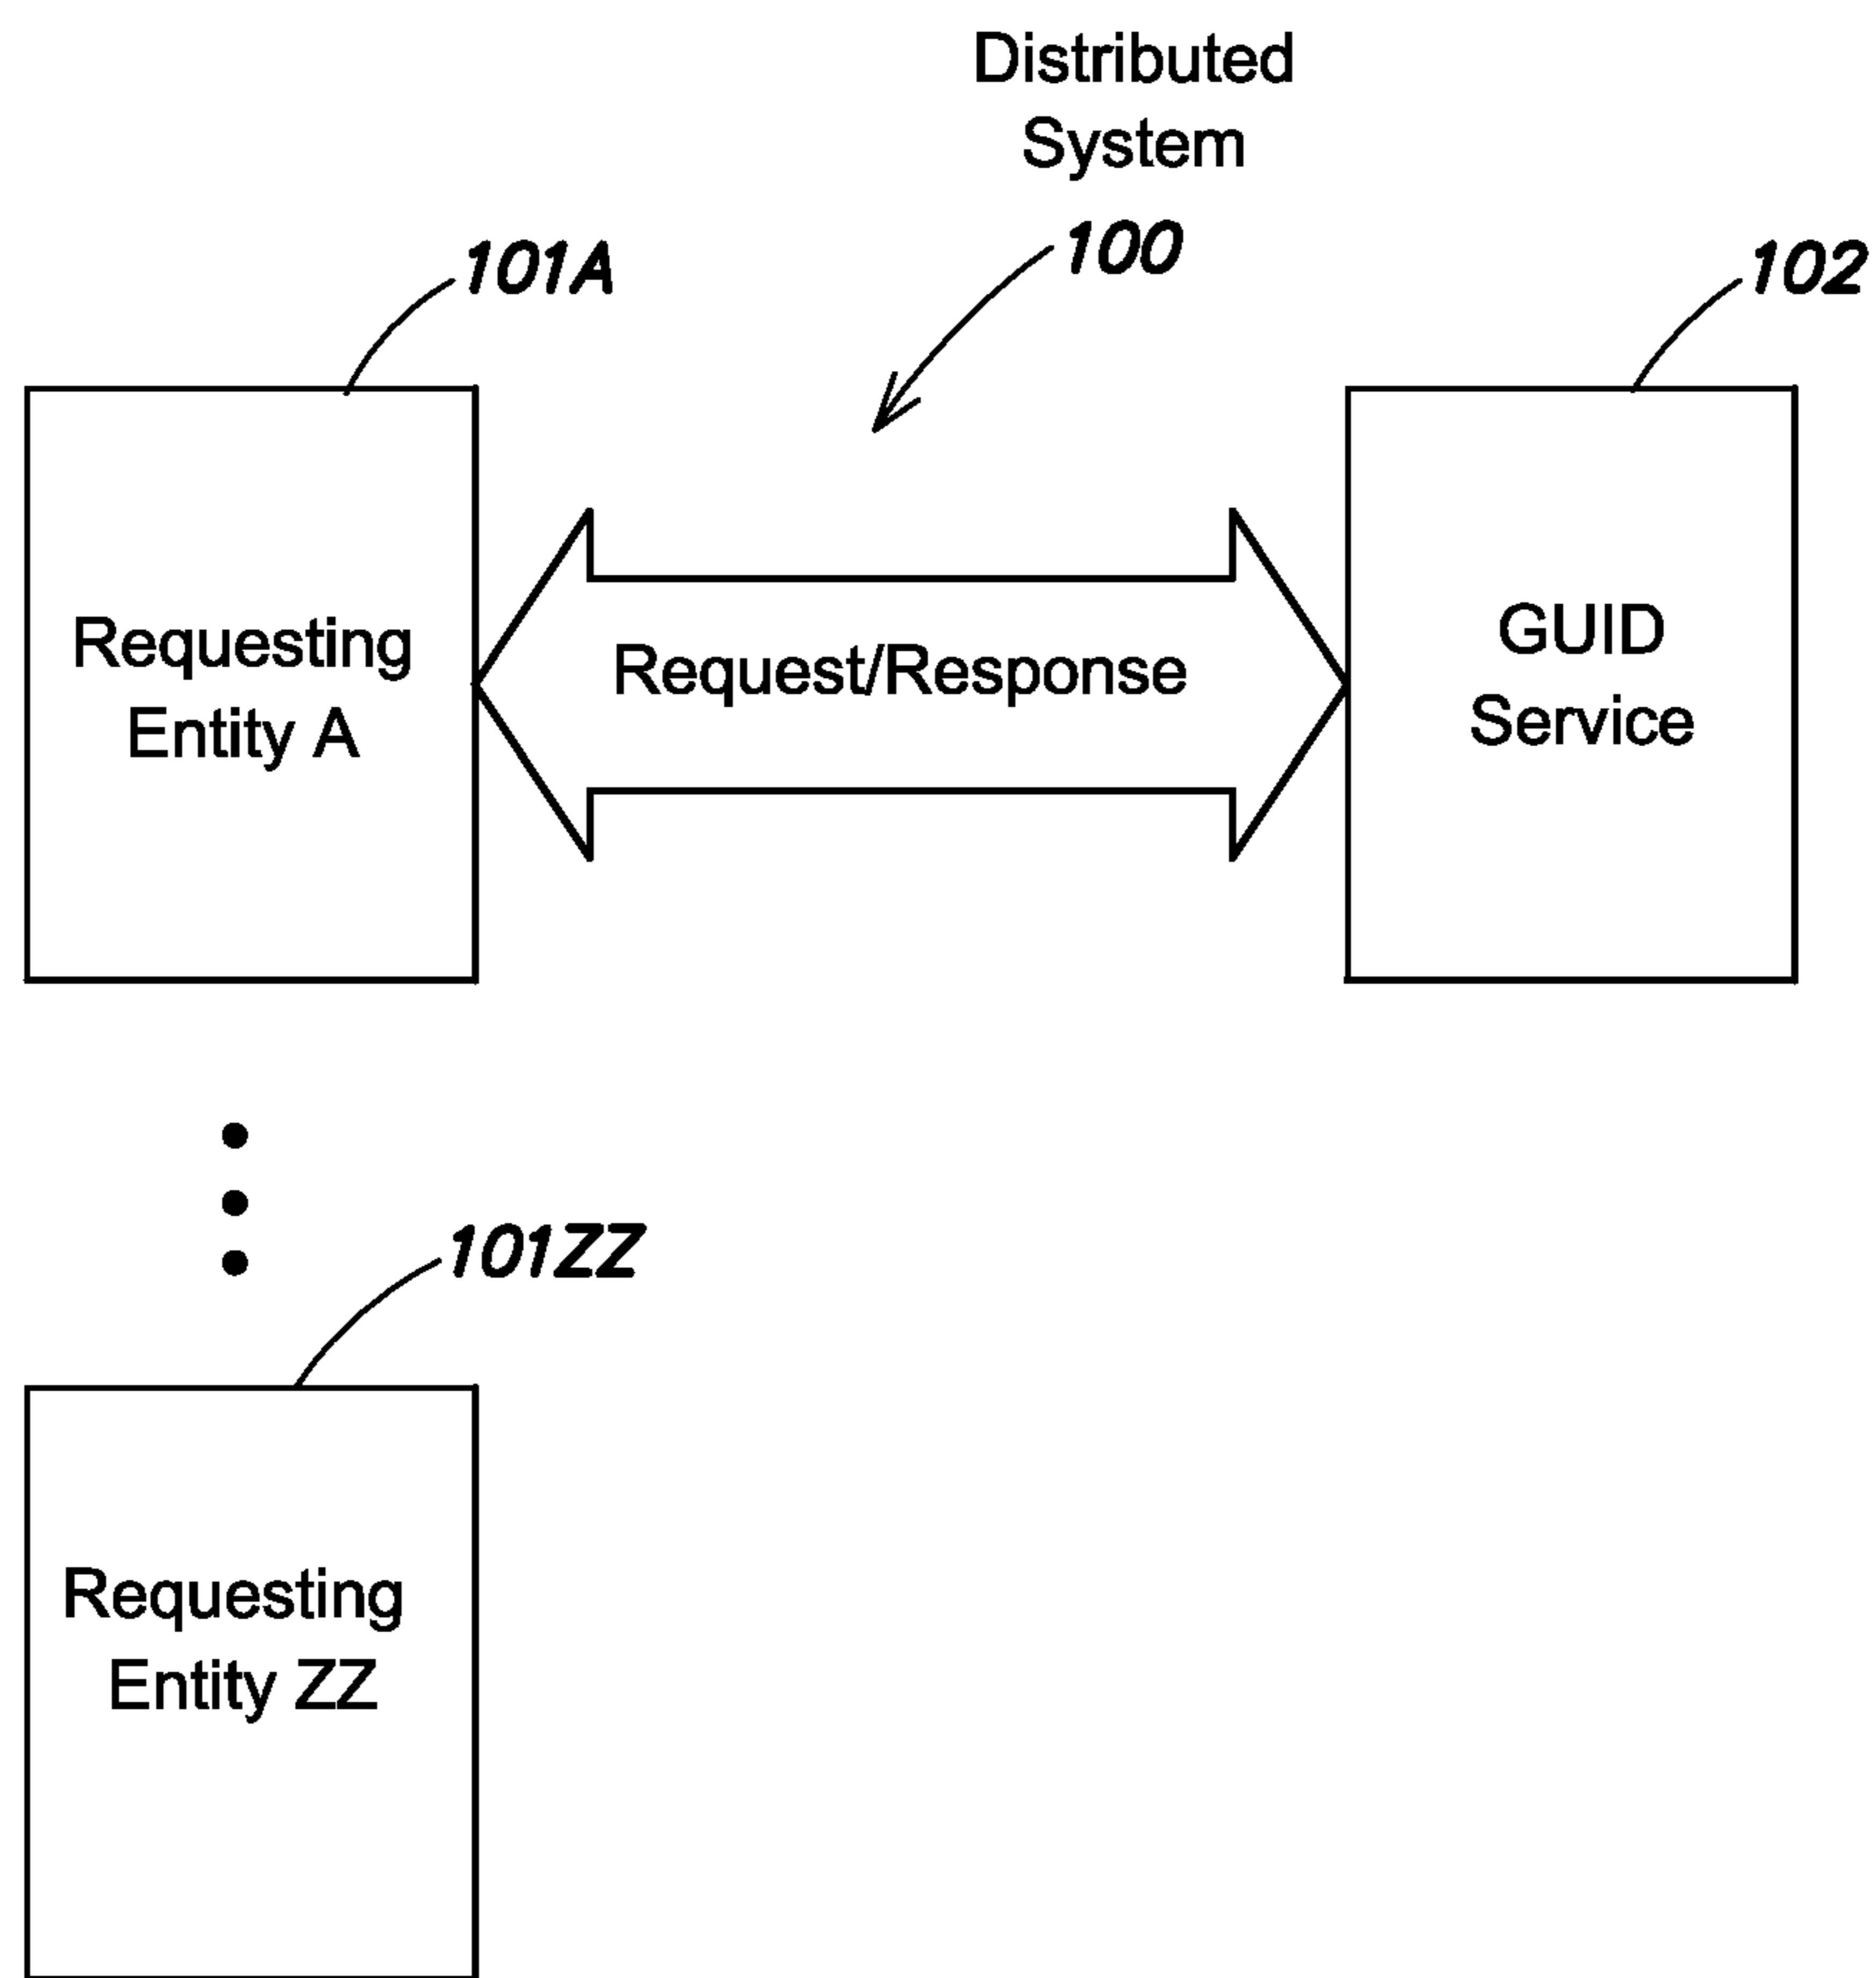 Distributed
System
100
101A
102
Requesting
Entity A
Request/Response
GUID
Service
101ZZ
Requesting
Entity ZZ